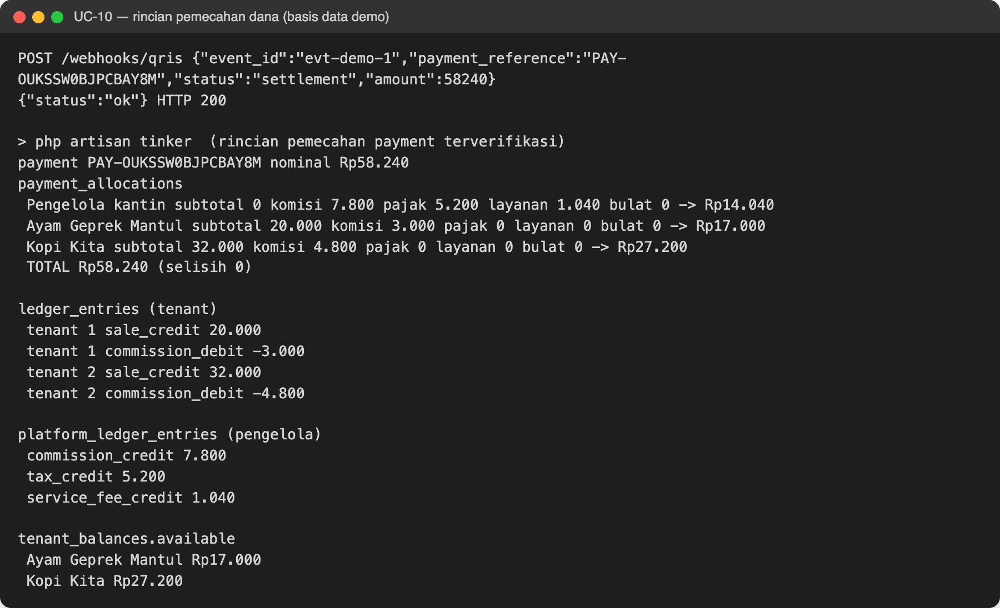 UC-10 — rincian pemecahan dana (basis data demo)
POST /webhooks/qris {"event_id":"evt-demo-1","payment_reference":"PAY-
OUKSSW0BJPCBAY8M","status":"settlement","amount":58240}
{"status":"ok"} HTTP 200
> php artisan tinker  (rincian pemecahan payment terverifikasi)
payment PAY-OUKSSW0BJPCBAY8M nominal Rp58.240
payment_allocations
Pengelola kantin subtotal 0 komisi 7.800 pajak 5.200 layanan 1.040 bulat 0 -> Rp14.040
Ayam Geprek Mantul subtotal 20.000 komisi 3.000 pajak 0 layanan 0 bulat 0 -> Rp17.000
Kopi Kita subtotal 32.000 komisi 4.800 pajak 0 layanan 0 bulat 0 -> Rp27.200
TOTAL Rp58.240 (selisih 0)
ledger_entries (tenant)
tenant 1 sale_credit 20.000
tenant 1 commission_debit -3.000
tenant 2 sale_credit 32.000
tenant 2 commission_debit -4.800
platform_ledger_entries (pengelola)
commission_credit 7.800
tax_credit 5.200
service_fee_credit 1.040
tenant_balances.available
Ayam Geprek Mantul Rp17.000
Kopi Kita Rp27.200